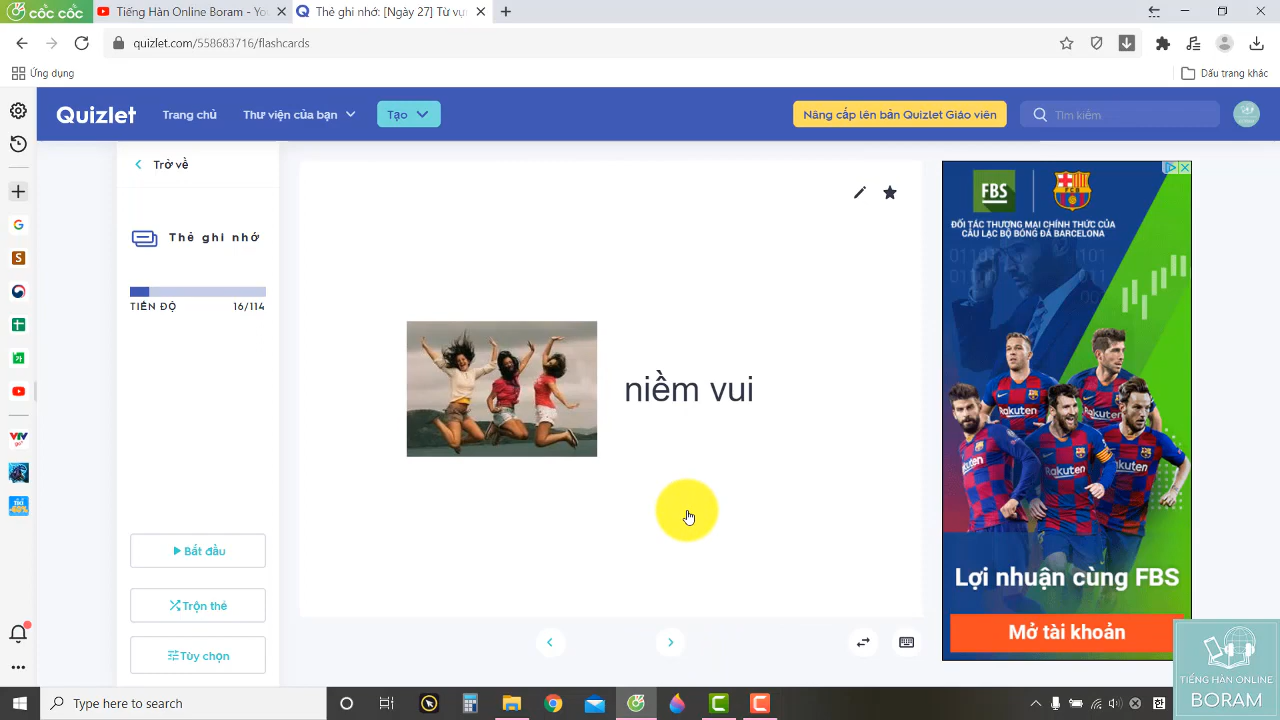 cốc cốc
Tiếng Hàn Online Boram - Yo
Thẻ ghi nhớ: [Ngày 27] Từ vự
quizlet.com/558683716/flashcards
Ứng dụng
Dấu trang khác
Quizlet
Trang chủ
Thư viện của bạn
Tạo
Nâng cấp lên bản Quizlet Giáo viên
Tìm kiếm
Trở về
Thẻ ghi nhớ
TIẾN ĐỘ
16/114
niềm vui
Bắt đầu
Trộn thẻ
Tùy chọn
FBS
ĐỐI TÁC THƯƠNG MẠI CHÍNH THỨC CỦA
CÂU LẠC BỘ BÓNG ĐÁ BARCELONA
Rakuten
Rakuten
Rakuten
Rakuten
Lợi nhuận cùng FBS
Mở tài khoản
TIẾNG HÀN ONLINE
BORAM
Type here to search